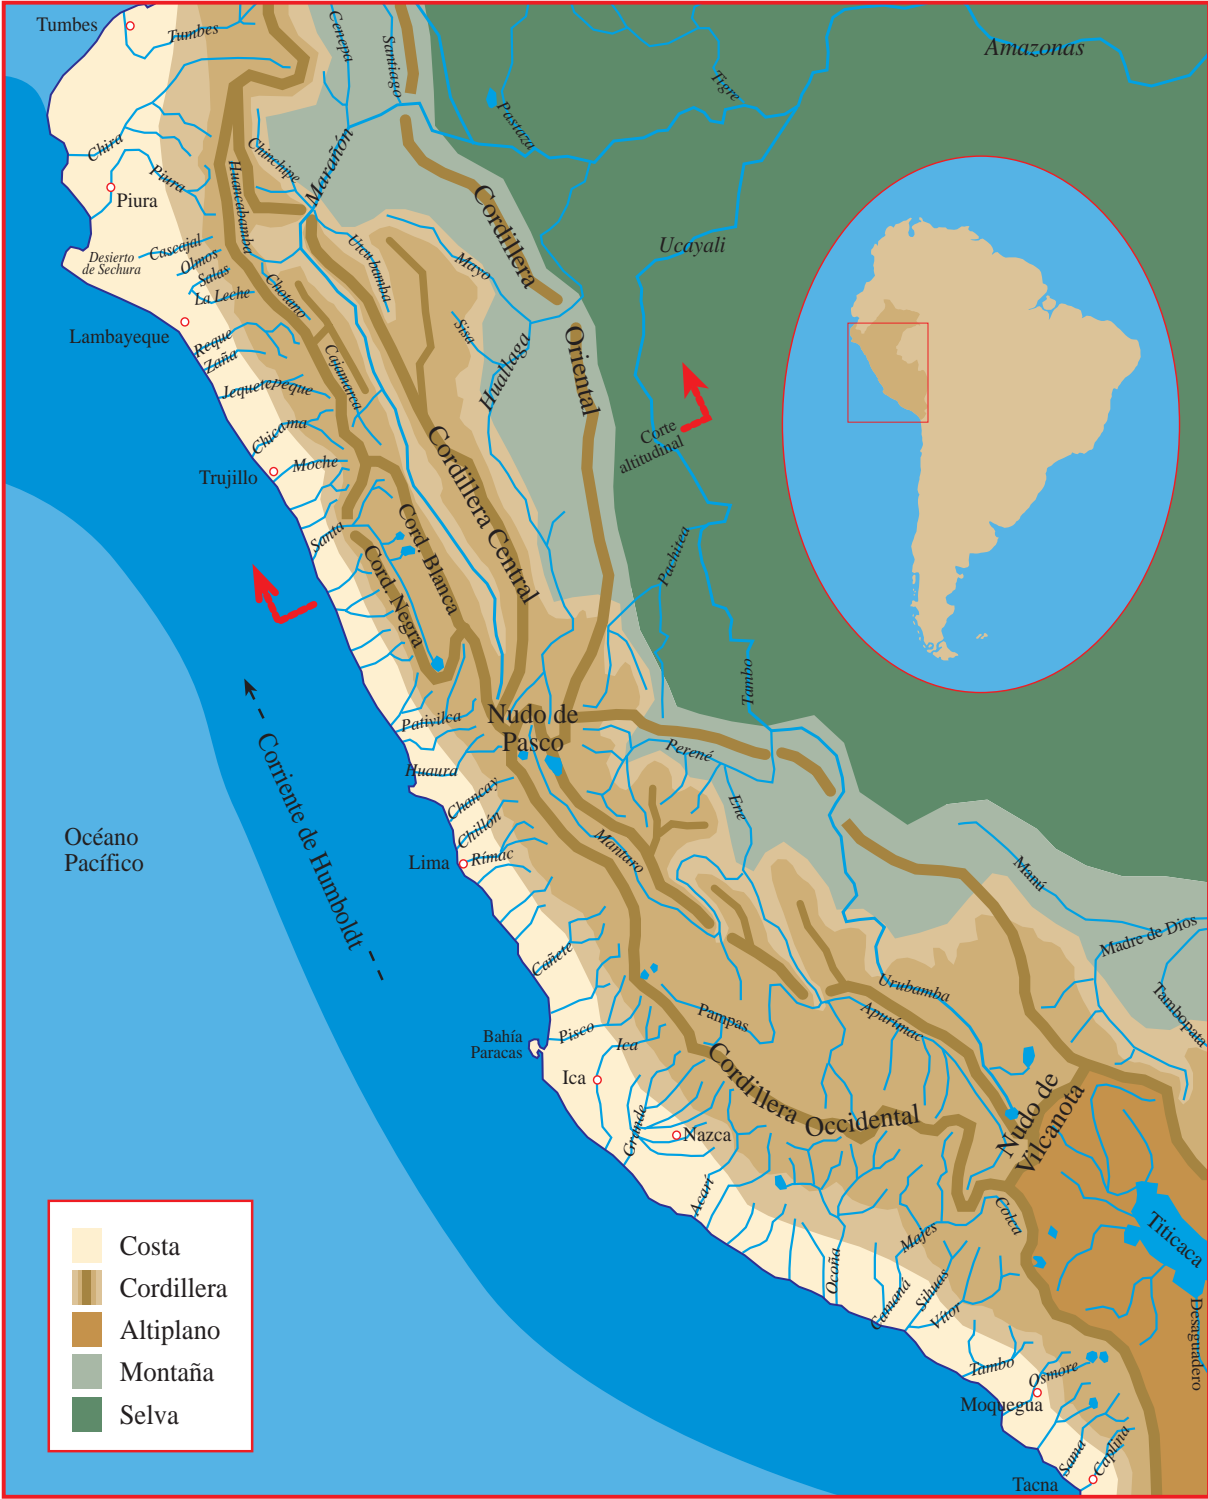 Tumbes
Tumbes
Cenepa
Santiago
Amazonas
Tigre
Pastaza
Chira
Piura
Piura
Huancabamba
Chinchipe
Marañón
Cordillera
Ucayali
Desierto
de Sechura
Cascajal
Olmos
Salas
La Leche
Chotano
Utcubamba
Mayo
Sisa
Huallaga
Oriental
Lambayeque
Reque
Zaña
Jequetepeque
Cajamarca
Chicama
Moche
Trujillo
Corte
altitudinal
Cordillera Central
Santa
Cord. Blanca
Cord. Negra
Pachitea
Tambo
Pativilca
Nudo de
Pasco
Perené
Ene
Huaura
Chancay
Chillón
Rímac
Lima
Mantaro
Océano
Pacífico
Corriente de Humboldt
Manú
Madre de Dios
Tambopata
Cañete
Urubamba
Apurímac
Pampas
Bahía
Paracas
Pisco
Ica
Ica
Cordillera Occidental
Grande
Nazca
Nudo de
Vilcanota
Acarí
Colca
Titicaca
Majes
Ocoña
Camaná
Sihuas
Vítor
Desaguadero
Tambo
Osmore
Moquegua
Sama
Caplina
Tacna
Costa
Cordillera
Altiplano
Montaña
Selva